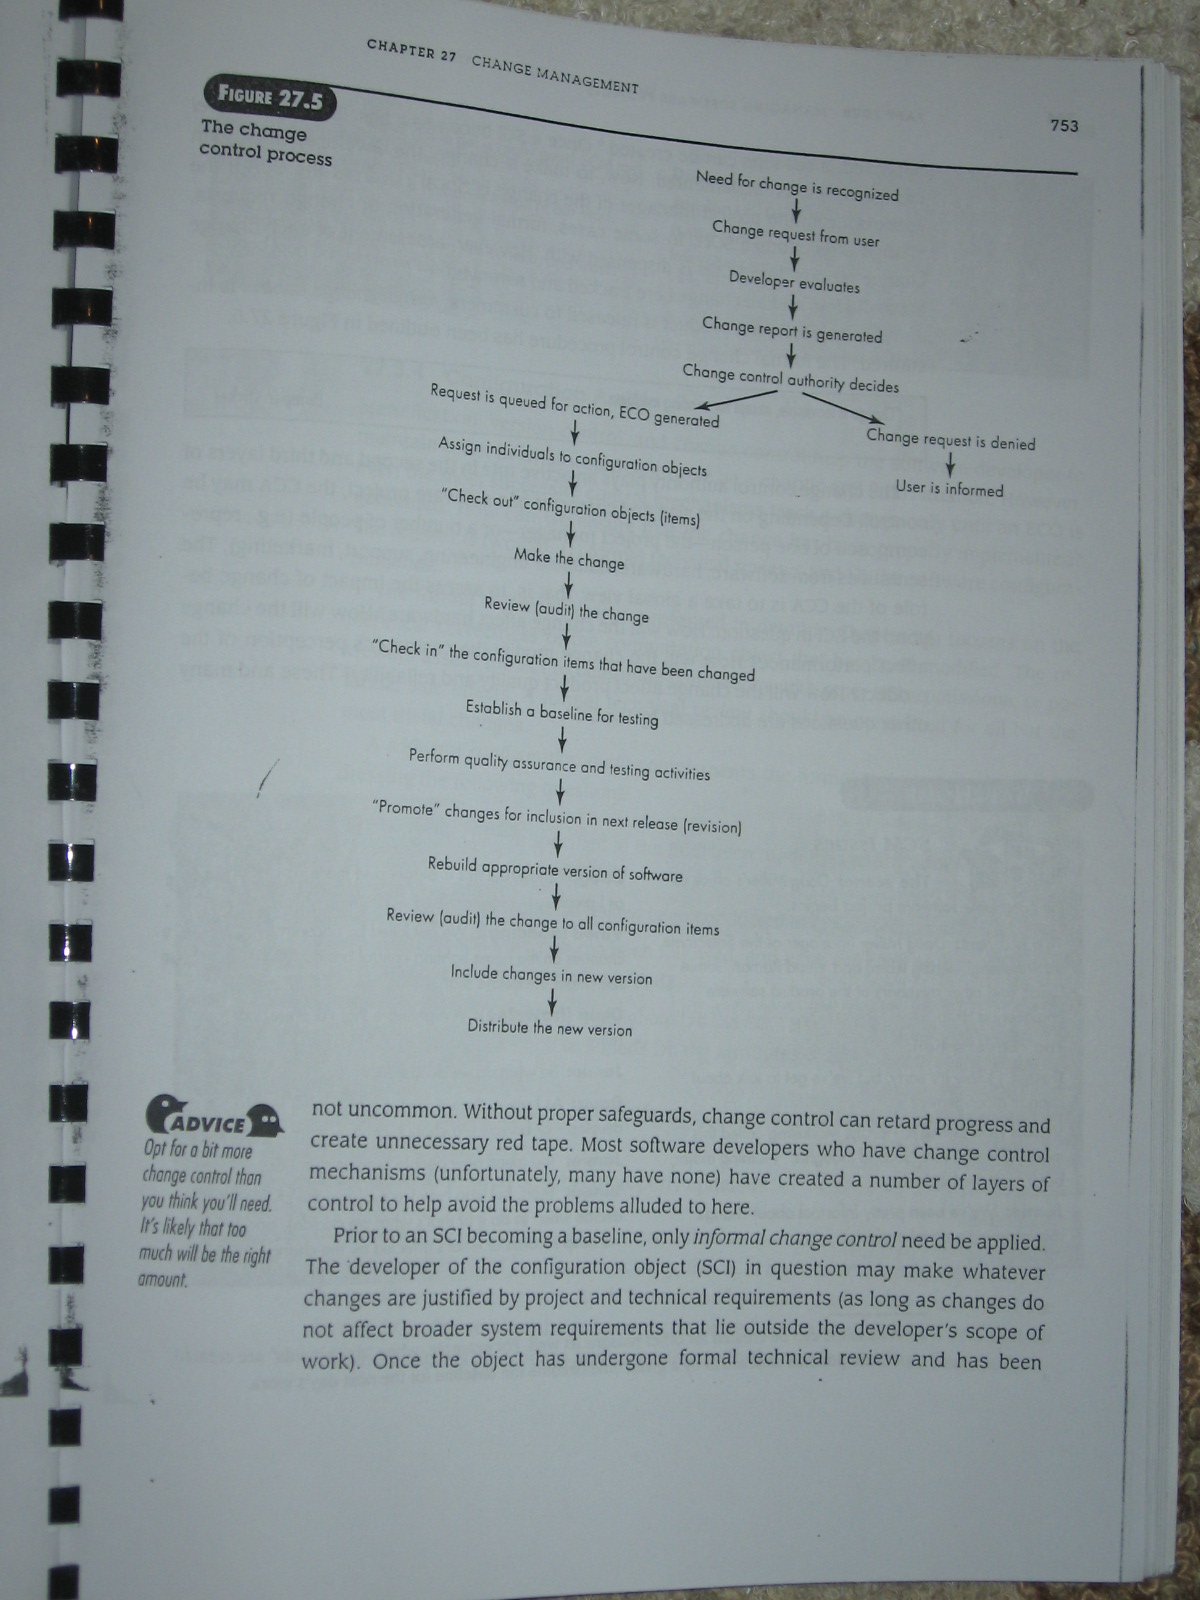 CHAPTER 27 CHANGE MANAGEMENT
753
FIGURE 27.5
The change
control process
Need for change is recognized
Change request from user
Developer evaluates
Change report is generated
Change control authority decides
Request is queued for action, ECO generated
Change request is denied
Assign individuals to configuration objects
User is informed
"Check out" configuration objects (items)
Make the change
Review (audit) the change
"Check in" the configuration items that have been changed
Establish a baseline for testing
Perform quality assurance and testing activities
"Promote" changes for inclusion in next release (revision)
Rebuild appropriate version of software
Review (audit) the change to all configuration items
Include changes in new version
Distribute the new version
ADVICE
Opt for a bit more
change control than
you think you'll need.
It's likely that too
much will be the right
amount.
not uncommon. Without proper safeguards, change control can retard progress and
create unnecessary red tape. Most software developers who have change control
mechanisms (unfortunately, many have none) have created a number of layers of
control to help avoid the problems alluded to here.
Prior to an SCI becoming a baseline, only informal change control need be applied.
The developer of the configuration object (SCI) in question may make whatever
changes are justified by project and technical requirements (as long as changes do
not affect broader system requirements that lie outside the developer's scope of
work). Once the object has undergone formal technical review and has been